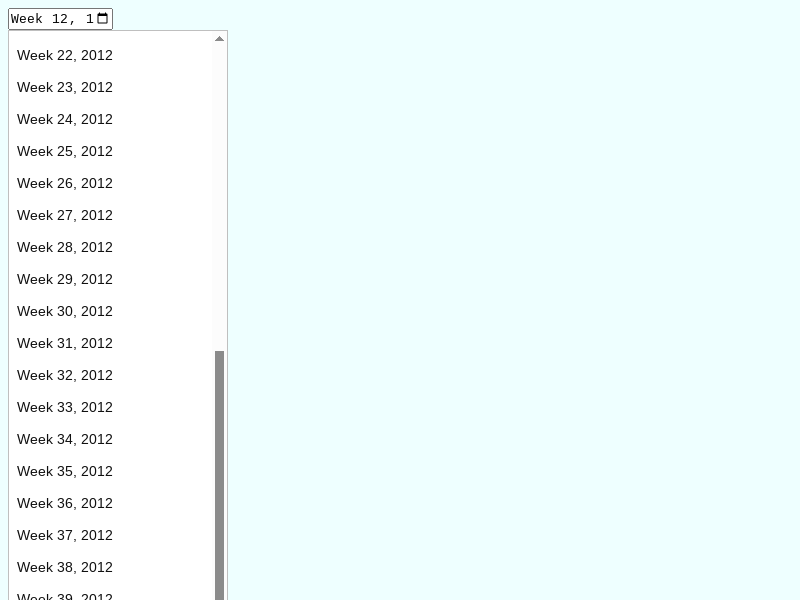 Week 12, 1
Week 22, 2012
Week 23, 2012
Week 24, 2012
Week 25, 2012
Week 26, 2012
Week 27, 2012
Week 28, 2012
Week 29, 2012
Week 30, 2012
Week 31, 2012
Week 32, 2012
Week 33, 2012
Week 34, 2012
Week 35, 2012
Week 36, 2012
Week 37, 2012
Week 38, 2012
Week 39, 2012